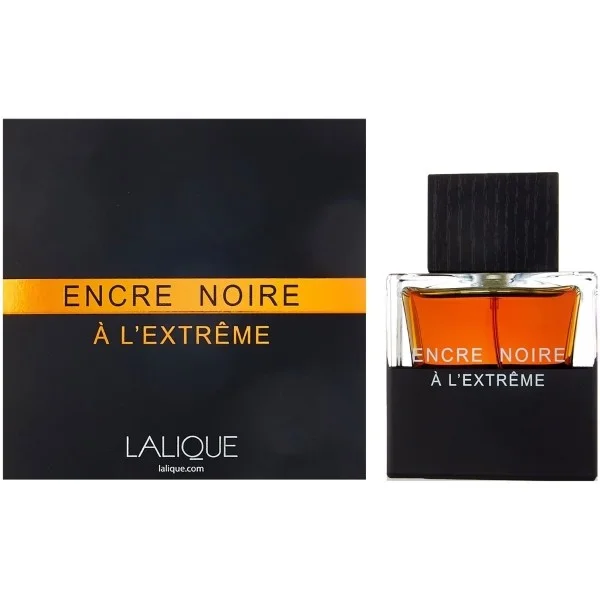 ENCRE NOIRE
À L'EXTRÊME
LALIQUE
lalique.com
ENCRE NOIRE
À L'EXTRÊME